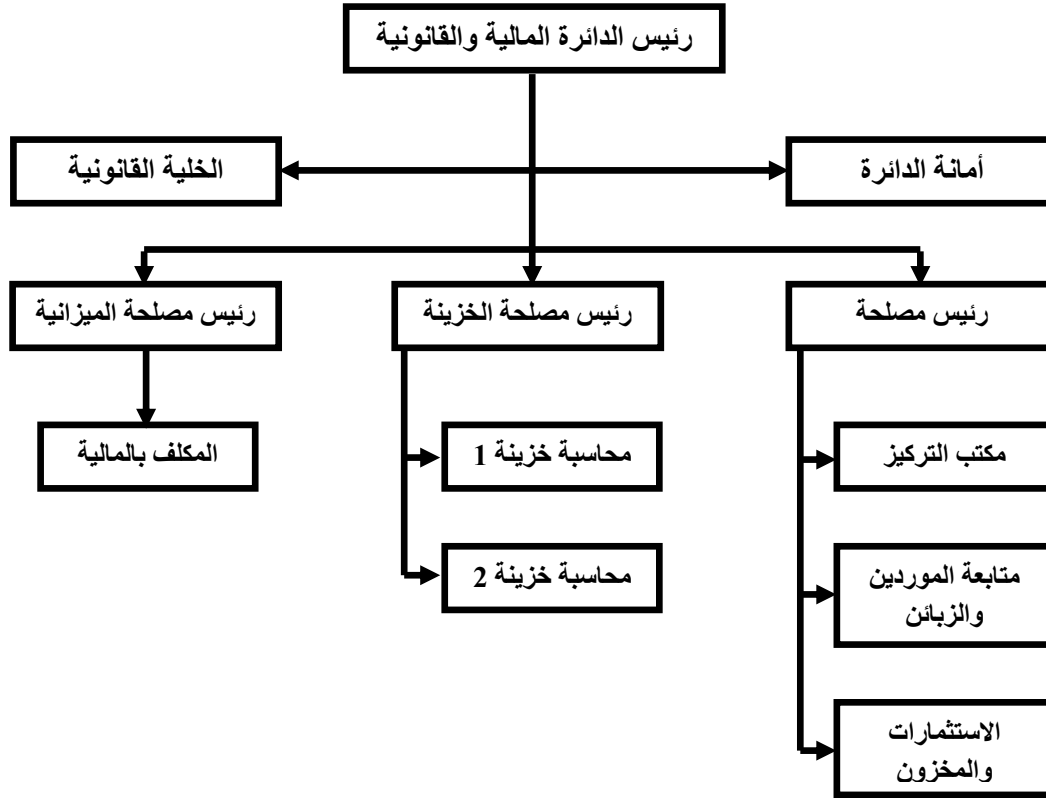 رئيس الدائرة المالية والقانونية
أمانة الدائرة
الخلية القانونية
رئيس مصلحة
رئيس مصلحة الخزينة
رئيس مصلحة الميزانية
مكتب التركيز
محاسبة خزينة 1
المكلف بالمالية
متابعة الموردين
والزبائن
محاسبة خزينة 2
الاستثمارات
والمخزون